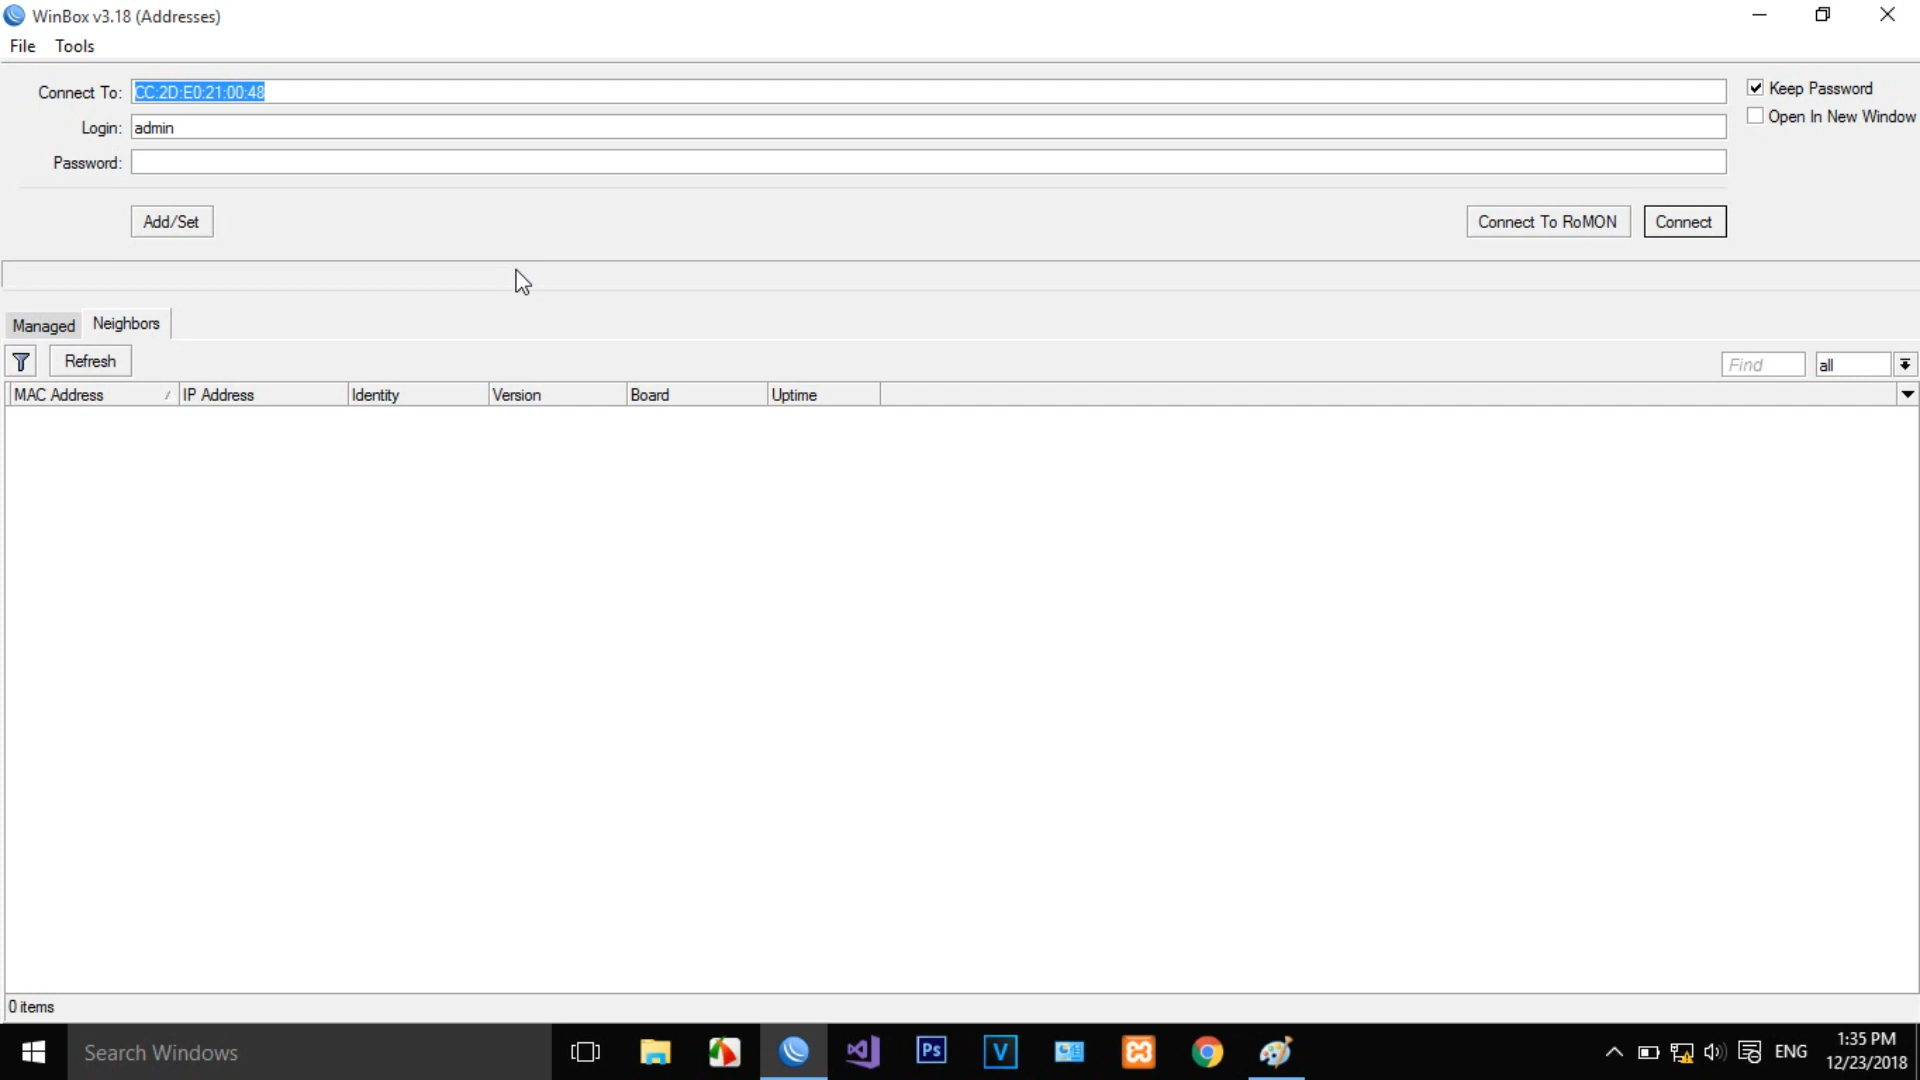 WinBox v3.18 (Addresses)
File Tools
Connect To: CC:2D:E0:21:00:48
Keep Password
Open In New Window
Login: admin
Password:
Add/Set
Connect To RoMON
Connect
Managed
Neighbors
Refresh
Find
all
MAC Address
IP Address
Identity
Version
Board
Uptime
0 items
Search Windows
Ps
V
ENG
1:35 PM
12/23/2018